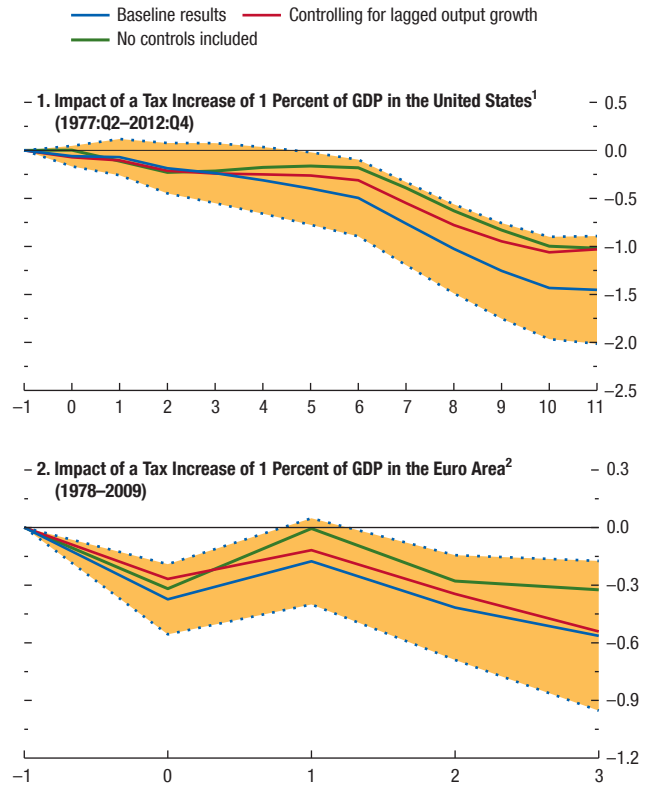 Baseline results Controlling for lagged output growth
No controls included
1. Impact of a Tax Increase of 1 Percent of GDP in the United States¹
(1977:Q2–2012:Q4)
0.5
0.0
–0.5
–1.0
–1.5
–2.0
–2.5
–1 0 1 2 3 4 5 6 7 8 9 10 11
2. Impact of a Tax Increase of 1 Percent of GDP in the Euro Area²
(1978–2009)
0.3
0.0
–0.3
–0.6
–0.9
–1.2
–1 0 1 2 3